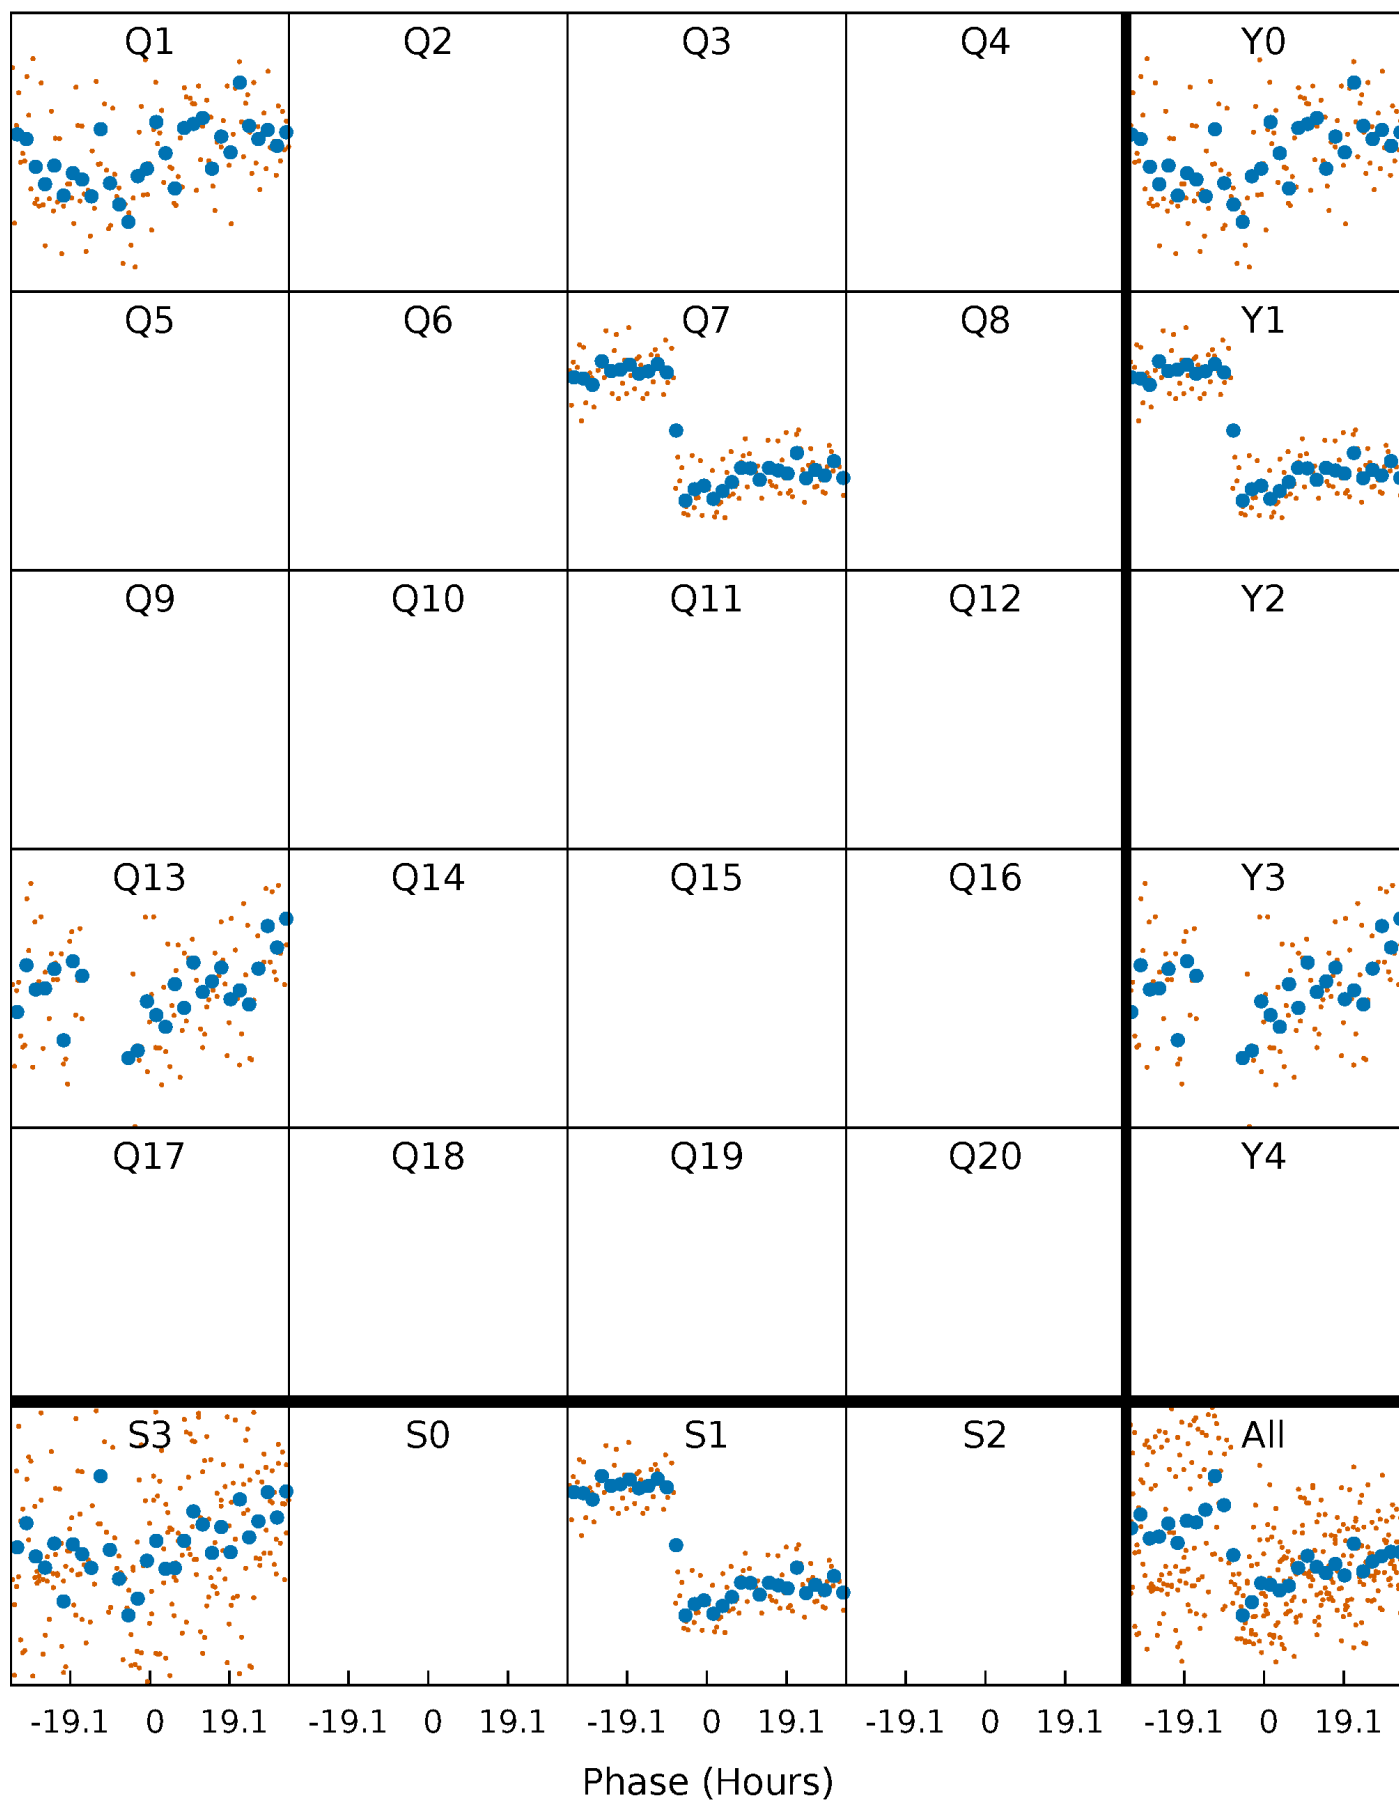 Q1 Q2 Q3 Q4 Y0
Q5 Q6 Q7 Q8 Y1
Q9 Q10 Q11 Q12 Y2
Q13 Q14 Q15 Q16 Y3
Q17 Q18 Q19 Q20 Y4
S3 S0 S1 S2 All
-19.1 0 19.1 -19.1 0 19.1 -19.1 0 19.1 -19.1 0 19.1 -19.1 0 19.1
Phase (Hours)